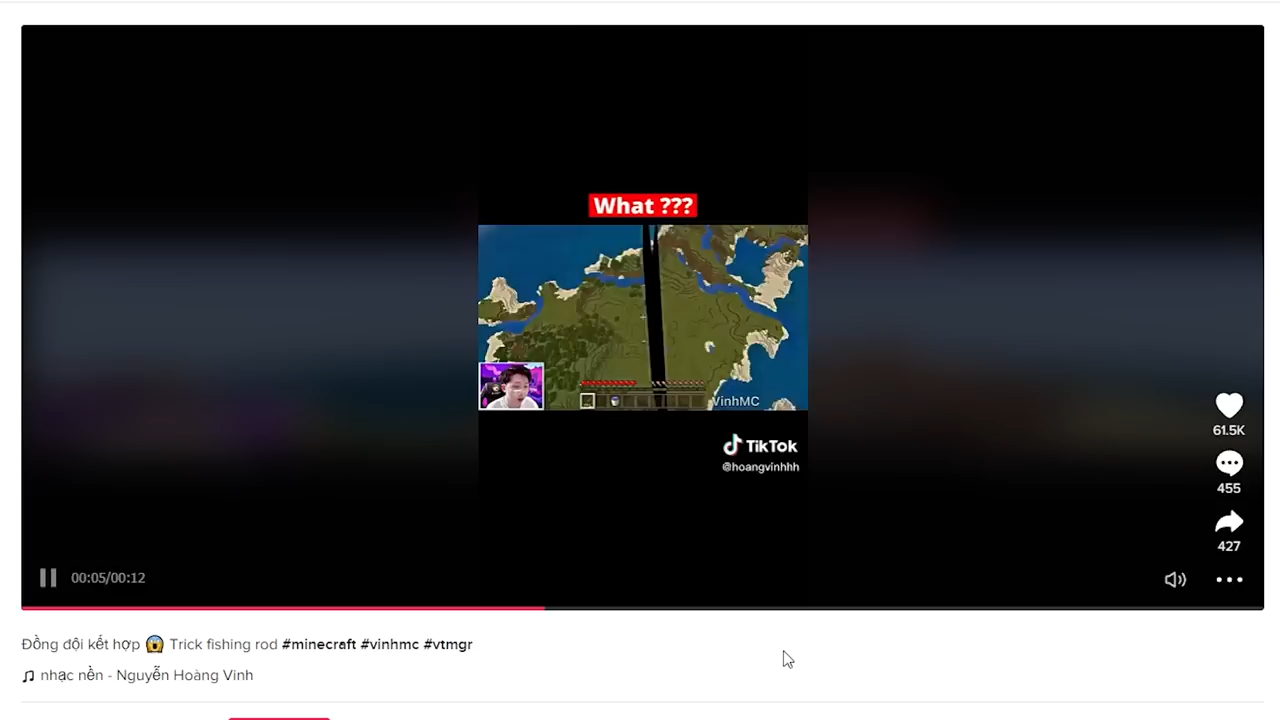 What ???
VinhMC
TikTok
@hoangvinhhh
61.5K
455
427
00:05/00:12
Đồng đội kết hợp 😱 Trick fishing rod #minecraft #vinhmc #vtmgr
nhạc nền - Nguyễn Hoàng Vinh